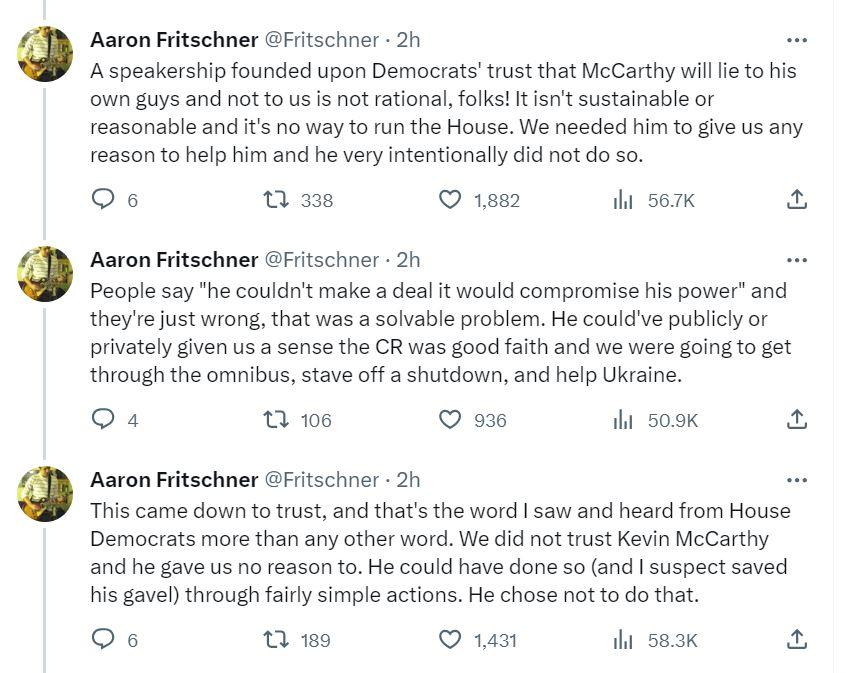 Aaron Fritschner @Fritschner · 2h
A speakership founded upon Democrats' trust that McCarthy will lie to his
own guys and not to us is not rational, folks! It isn't sustainable or
reasonable and it's no way to run the House. We needed him to give us any
reason to help him and he very intentionally did not do so.
6 338 1,882 56.7K
Aaron Fritschner @Fritschner · 2h
People say "he couldn't make a deal it would compromise his power" and
they're just wrong, that was a solvable problem. He could've publicly or
privately given us a sense the CR was good faith and we were going to get
through the omnibus, stave off a shutdown, and help Ukraine.
4 106 936 50.9K
Aaron Fritschner @Fritschner · 2h
This came down to trust, and that's the word I saw and heard from House
Democrats more than any other word. We did not trust Kevin McCarthy
and he gave us no reason to. He could have done so (and I suspect saved
his gavel) through fairly simple actions. He chose not to do that.
6 189 1,431 58.3K